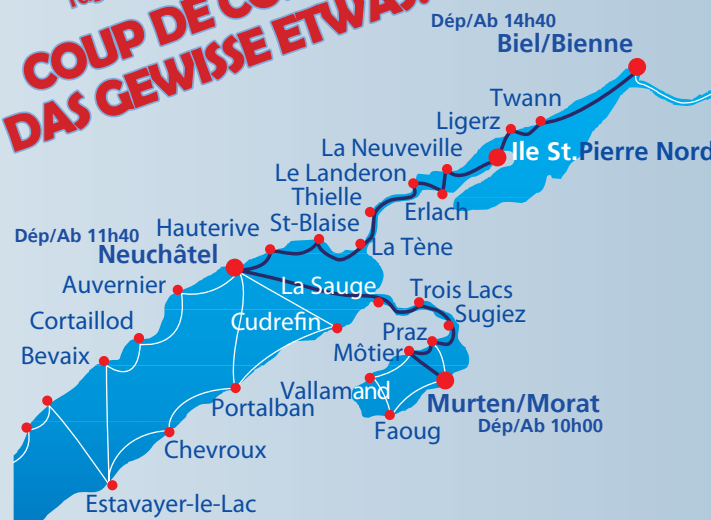 COUP DE
DAS GEWISSE ETWAS
Dép/Ab 14h40
Biel/Bienne
Twann
Ligerz
La Neuveville
Ile St.Pierre Nord
Le Landeron
Thielle
Erlach
St-Blaise
Hauterive
La Tène
Dép/Ab 11h40
Neuchâtel
Auvernier
La Sauge
Trois Lacs
Sugiez
Cortaillod
Cudrefin
Praz
Bevaix
Môtier
Vallamand
Murten/Morat
Dép/Ab 10h00
Portalban
Faoug
Chevroux
Estavayer-le-Lac